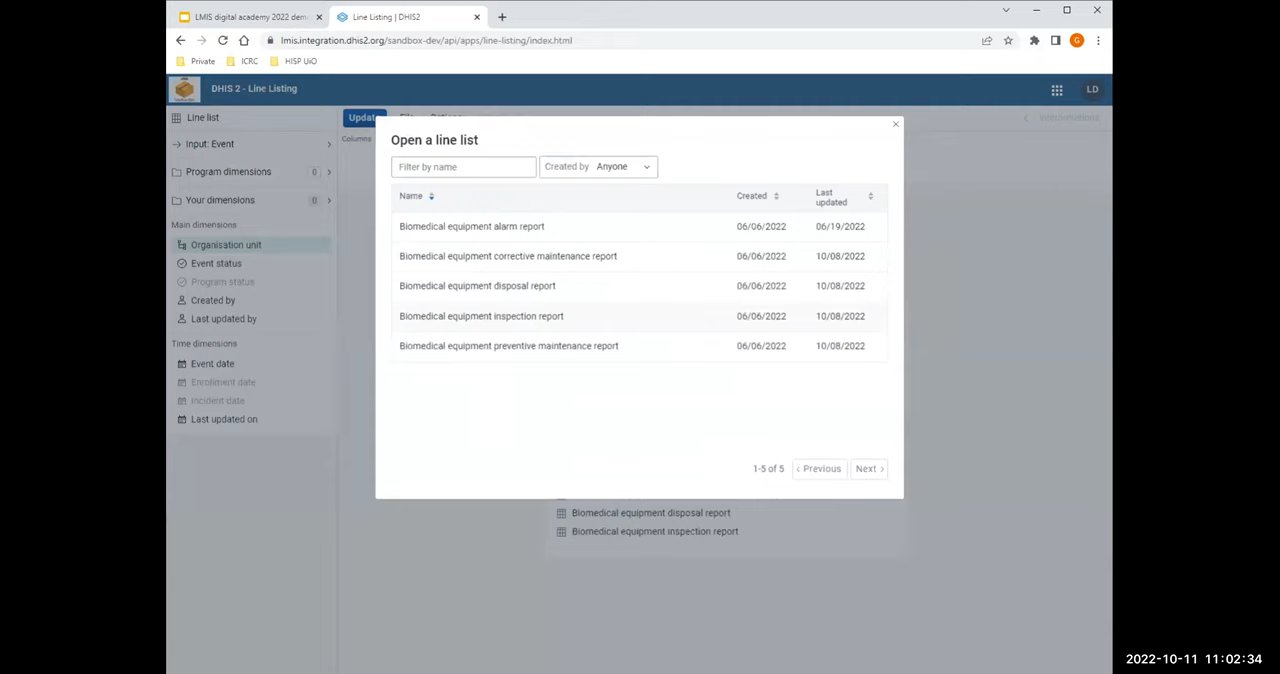 LMIS digital academy 2022 dem
Line Listing | DHIS2
lmis.integration.dhis2.org/sandbox-dev/api/apps/line-listing/index.html
G
Private
ICRC
HISP UiO
DHIS 2 - Line Listing
LD
Line list
Input: Event
Program dimensions 0
Your dimensions 0
Main dimensions
Organisation unit
Event status
Program status
Created by
Last updated by
Time dimensions
Event date
Enrollment date
Incident date
Last updated on
Update File Options
Columns
Open a line list
Filter by name
Created by Anyone
Name Created Last updated
Biomedical equipment alarm report 06/06/2022 06/19/2022
Biomedical equipment corrective maintenance report 06/06/2022 10/08/2022
Biomedical equipment disposal report 06/06/2022 10/08/2022
Biomedical equipment inspection report 06/06/2022 10/08/2022
Biomedical equipment preventive maintenance report 06/06/2022 10/08/2022
1-5 of 5 Previous Next
Biomedical equipment disposal report
Biomedical equipment inspection report
2022-10-11 11:02:34